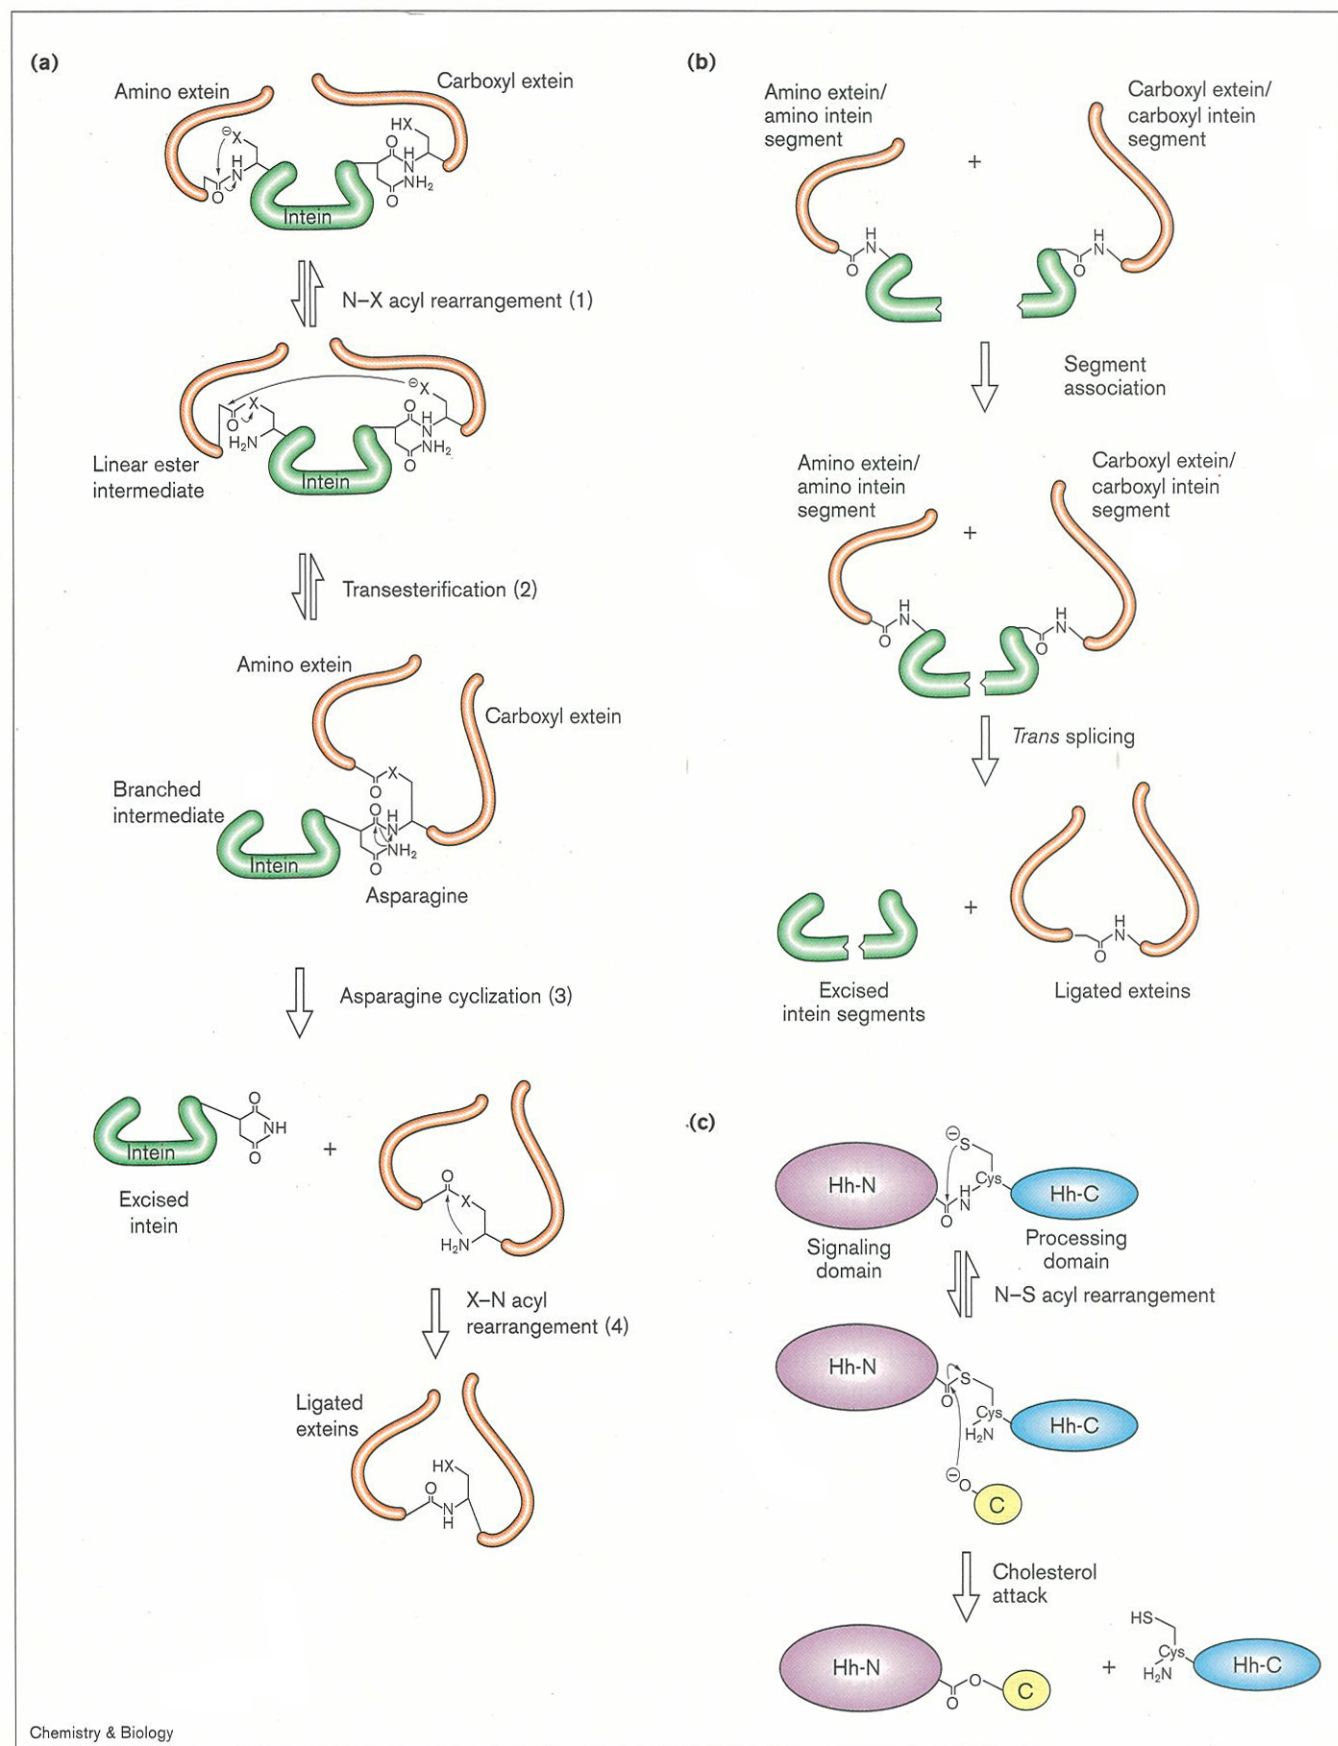 (a)
Amino extein
Carboxyl extein
⊖X
HX
H
N
O
O
H
N
NH₂
O
Intein
N–X acyl rearrangement (1)
⊖X
O
X
H₂N
O
H
N
NH₂
O
Linear ester
intermediate
Intein
Transesterification (2)
Amino extein
Carboxyl extein
O
X
Branched
intermediate
O
H
N
NH₂
O
Intein
Asparagine
Asparagine cyclization (3)
O
NH
O
Intein
+
O
X
H₂N
Excised
intein
X–N acyl
rearrangement (4)
Ligated
exteins
HX
O
N
H
(b)
Amino extein/
amino intein
segment
+
Carboxyl extein/
carboxyl intein
segment
H
N
O
H
N
O
Segment
association
Amino extein/
amino intein
segment
+
Carboxyl extein/
carboxyl intein
segment
H
N
O
H
N
O
Trans splicing
+
H
N
O
Excised
intein segments
Ligated exteins
(c)
⊖
S
Cys
Hh-N
H
N
O
Hh-C
Signaling
domain
Processing
domain
N–S acyl rearrangement
Hh-N
S
O
Cys
H₂N
Hh-C
⊖
O
C
Cholesterol
attack
Hh-N
O
O
C
+
HS
Cys
H₂N
Hh-C
Chemistry & Biology